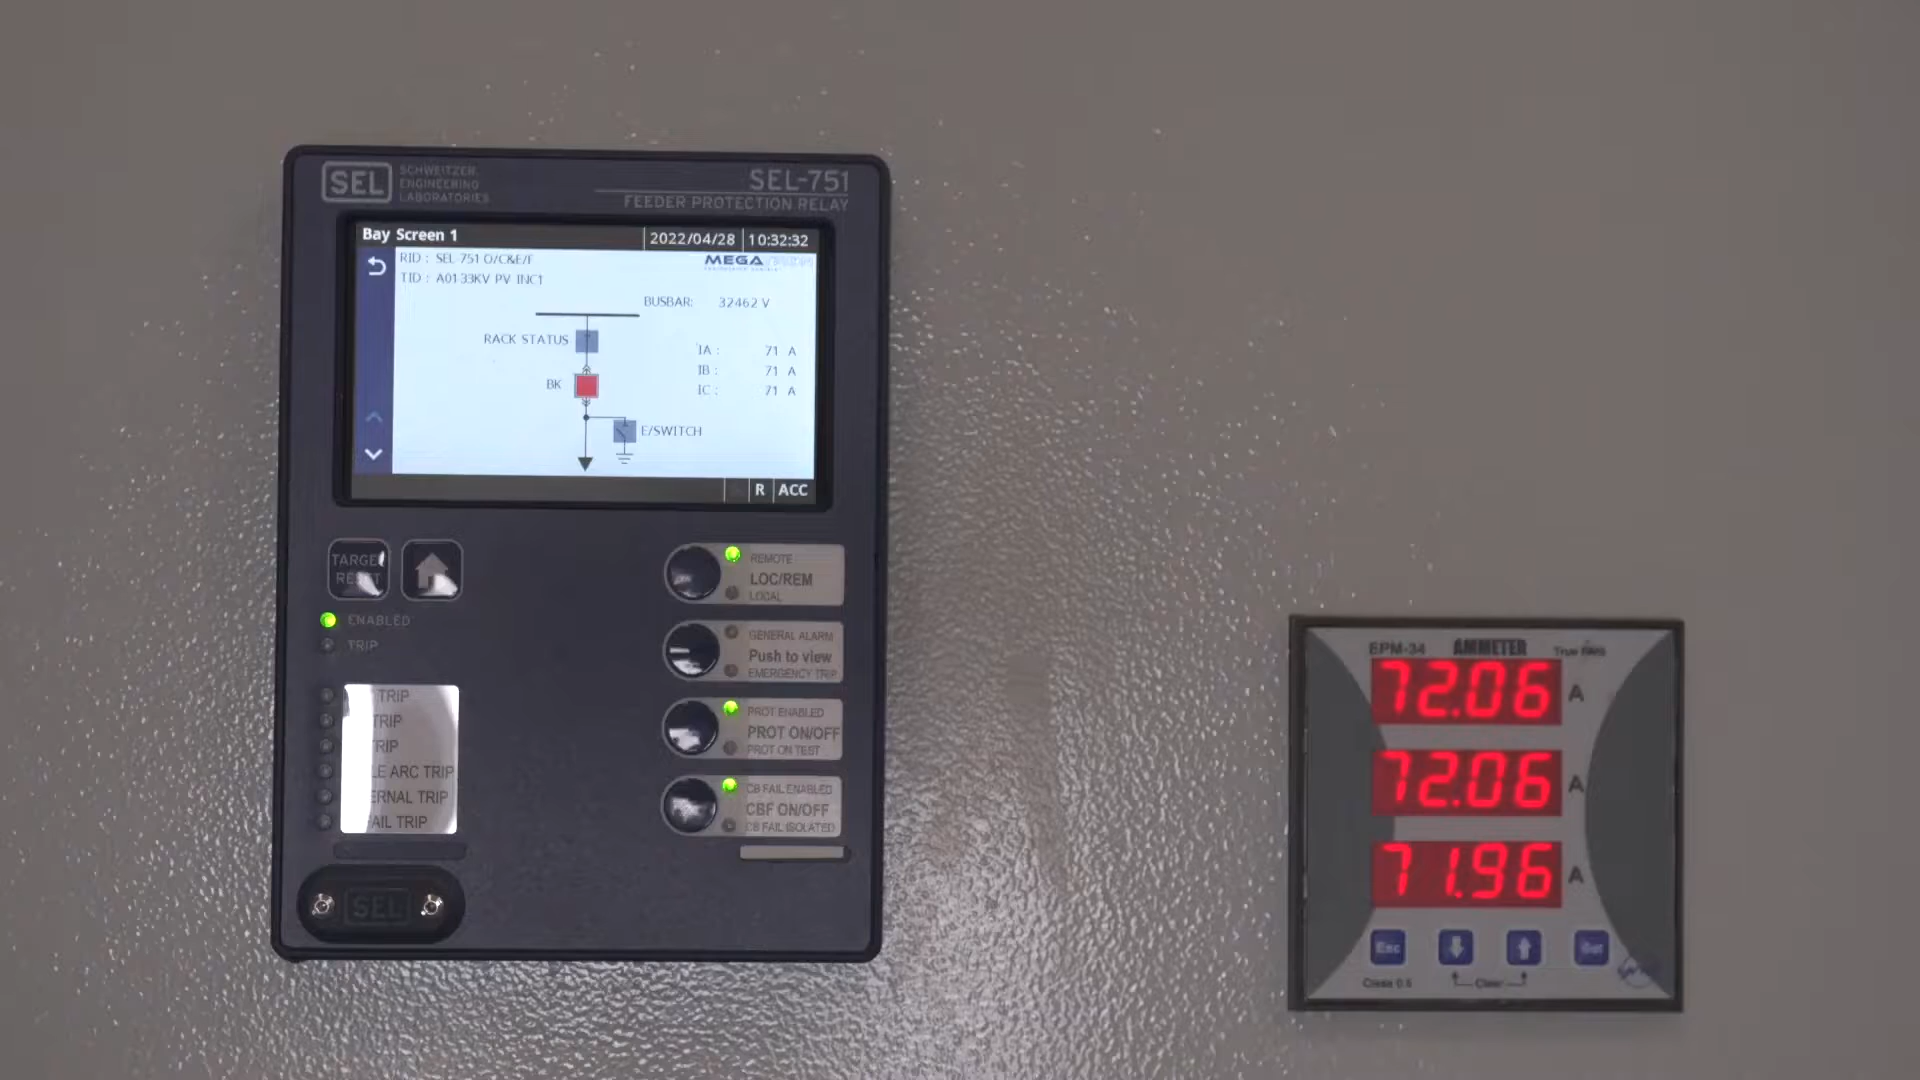 SEL
SCHWEITZER
ENGINEERING
LABORATORIES
SEL-751
FEEDER PROTECTION RELAY
Bay Screen 1
2022/04/28
10:32:32
RID : SEL-751 O/C&E/F
TID : A01-33KV PV INC1
MEGA
BUSBAR: 32462 V
RACK STATUS
IA : 71 A
IB : 71 A
IC : 71 A
BK
E/SWITCH
R
ACC
TARGET
RESET
ENABLED
TRIP
TRIP
TRIP
TRIP
LE ARC TRIP
ERNAL TRIP
AIL TRIP
SEL
REMOTE
LOC/REM
LOCAL
GENERAL ALARM
Push to view
EMERGENCY TRIP
PROT ENABLED
PROT ON/OFF
PROT ON TEST
CB FAIL ENABLED
CBF ON/OFF
CB FAIL ISOLATED
EPM-34
AMMETER
True RMS
72.06 A
72.06 A
71.96 A
Esc
Set
Class 0.5
Clear